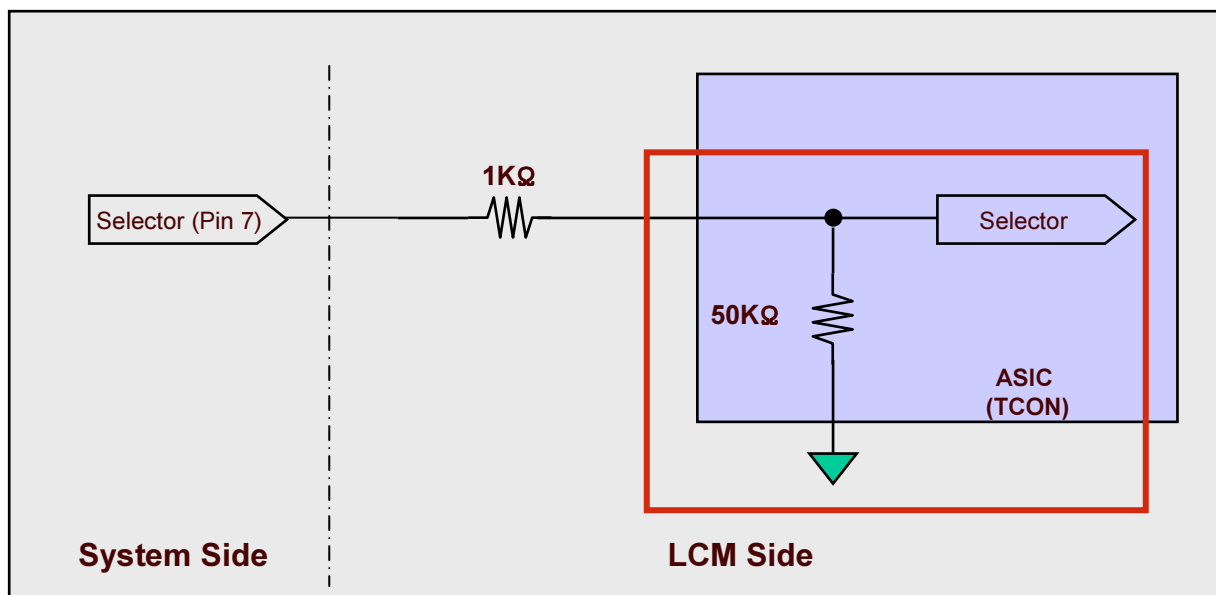 1KΩ
Selector (Pin 7)
Selector
50KΩ
ASIC
(TCON)
System Side
LCM Side